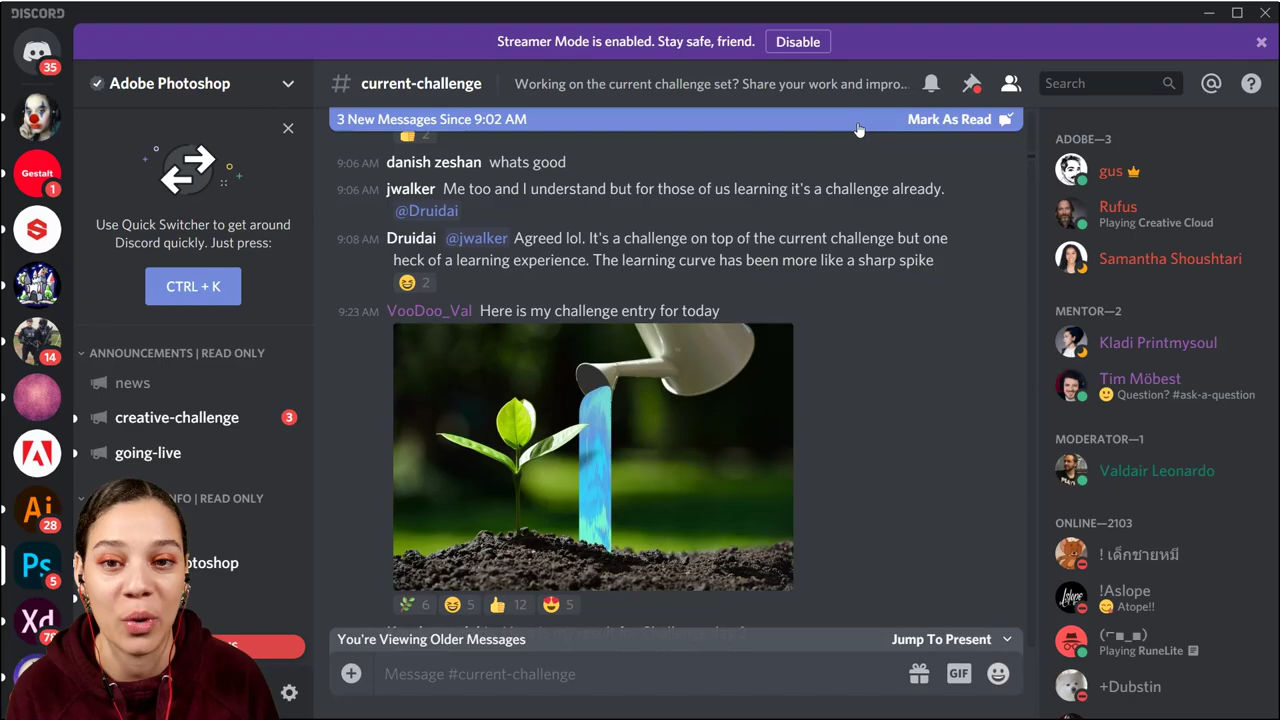 DISCORD
Streamer Mode is enabled. Stay safe, friend.
Disable
35
Adobe Photoshop
current-challenge
Working on the current challenge set? Share your work and impro...
Search
3 New Messages Since 9:02 AM
Mark As Read
2
9:06 AM danish zeshan whats good
9:06 AM jwalker Me too and I understand but for those of us learning it's a challenge already.
@Druidai
9:08 AM Druidai @jwalker Agreed lol. It's a challenge on top of the current challenge but one
heck of a learning experience. The learning curve has been more like a sharp spike
2
9:23 AM VooDoo_Val Here is my challenge entry for today
6 5 12 5
You're Viewing Older Messages
Jump To Present
Message #current-challenge
GIF
Gestalt
1
14
Ai
28
Ps
5
Xd
Use Quick Switcher to get around
Discord quickly. Just press:
CTRL + K
ANNOUNCEMENTS | READ ONLY
news
creative-challenge
3
going-live
INFO | READ ONLY
otoshop
ADOBE—3
gus
Rufus
Playing Creative Cloud
Samantha Shoushtari
MENTOR—2
Kladi Printmysoul
Tim Möbest
Question? #ask-a-question
MODERATOR—1
Valdair Leonardo
ONLINE—2103
! เด็กชายหมี
!Aslope
Atope!!
(⌐■_■)
Playing RuneLite
+Dubstin